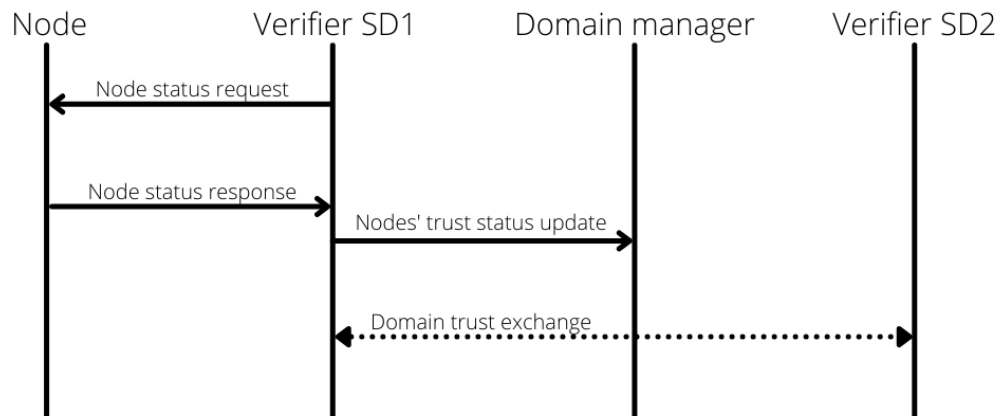 Node
Verifier SD1
Domain manager
Verifier SD2
Node status request
Node status response
Nodes' trust status update
Domain trust exchange